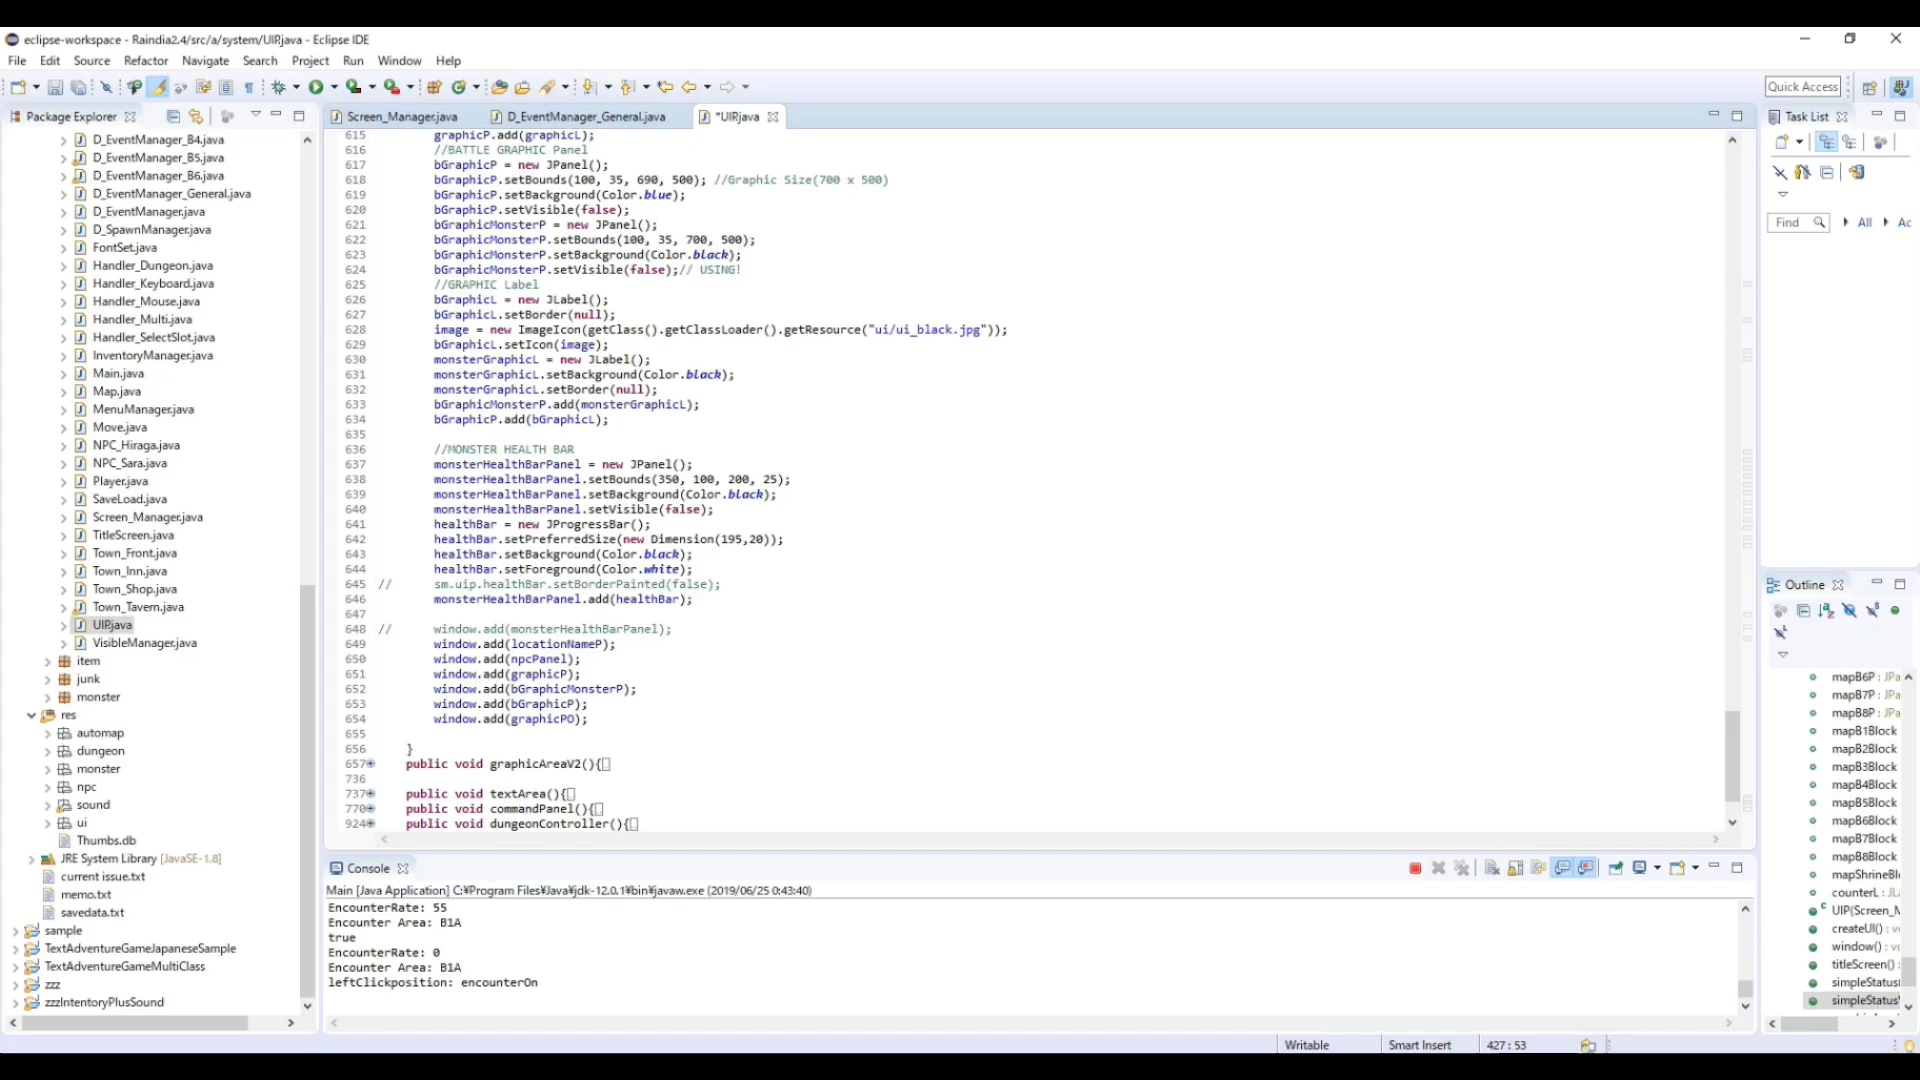 eclipse-workspace - Raindia2.4/src/a/system/UIP.java - Eclipse IDE
File Edit Source Refactor Navigate Search Project Run Window Help
Quick Access
Package Explorer
D_EventManager_B4.java
D_EventManager_B5.java
D_EventManager_B6.java
D_EventManager_General.java
D_EventManager.java
D_SpawnManager.java
FontSet.java
Handler_Dungeon.java
Handler_Keyboard.java
Handler_Mouse.java
Handler_Multi.java
Handler_SelectSlot.java
InventoryManager.java
Main.java
Map.java
MenuManager.java
Move.java
NPC_Hiraga.java
NPC_Sara.java
Player.java
SaveLoad.java
Screen_Manager.java
TitleScreen.java
Town_Front.java
Town_Inn.java
Town_Shop.java
Town_Tavern.java
UIP.java
VisibleManager.java
item
junk
monster
res
automap
dungeon
monster
npc
sound
ui
Thumbs.db
JRE System Library [JavaSE-1.8]
current issue.txt
memo.txt
savedata.txt
sample
TextAdventureGameJapaneseSample
TextAdventureGameMultiClass
zzz
zzzIntentoryPlusSound
Screen_Manager.java D_EventManager_General.java *UIP.java
615 graphicP.add(graphicL);
616 //BATTLE GRAPHIC Panel
617 bGraphicP = new JPanel();
618 bGraphicP.setBounds(100, 35, 690, 500); //Graphic Size(700 x 500)
619 bGraphicP.setBackground(Color.blue);
620 bGraphicP.setVisible(false);
621 bGraphicMonsterP = new JPanel();
622 bGraphicMonsterP.setBounds(100, 35, 700, 500);
623 bGraphicMonsterP.setBackground(Color.black);
624 bGraphicMonsterP.setVisible(false);// USING!
625 //GRAPHIC Label
626 bGraphicL = new JLabel();
627 bGraphicL.setBorder(null);
628 image = new ImageIcon(getClass().getClassLoader().getResource("ui/ui_black.jpg"));
629 bGraphicL.setIcon(image);
630 monsterGraphicL = new JLabel();
631 monsterGraphicL.setBackground(Color.black);
632 monsterGraphicL.setBorder(null);
633 bGraphicMonsterP.add(monsterGraphicL);
634 bGraphicP.add(bGraphicL);
635
636 //MONSTER HEALTH BAR
637 monsterHealthBarPanel = new JPanel();
638 monsterHealthBarPanel.setBounds(350, 100, 200, 25);
639 monsterHealthBarPanel.setBackground(Color.black);
640 monsterHealthBarPanel.setVisible(false);
641 healthBar = new JProgressBar();
642 healthBar.setPreferredSize(new Dimension(195,20));
643 healthBar.setBackground(Color.black);
644 healthBar.setForeground(Color.white);
645 // sm.uip.healthBar.setBorderPainted(false);
646 monsterHealthBarPanel.add(healthBar);
647
648 // window.add(monsterHealthBarPanel);
649 window.add(locationNameP);
650 window.add(npcPanel);
651 window.add(graphicP);
652 window.add(bGraphicMonsterP);
653 window.add(bGraphicP);
654 window.add(graphicPO);
655
656 }
657 public void graphicAreaV2(){
736
737 public void textArea(){
770 public void commandPanel(){
924 public void dungeonController(){
Console
Main [Java Application] C:¥Program Files¥Java¥jdk-12.0.1¥bin¥javaw.exe (2019/06/25 0:43:40)
EncounterRate: 55
Encounter Area: B1A
true
EncounterRate: 0
Encounter Area: B1A
leftClickposition: encounterOn
Task List
Find All Ac
Outline
mapB6P : JPa
mapB7P : JPa
mapB8P : JPa
mapB1Block
mapB2Block
mapB3Block
mapB4Block
mapB5Block
mapB6Block
mapB7Block
mapB8Block
mapShrineBl
counterL : JLa
UIP(Screen_M
createUI() : vo
window() : vo
titleScreen() :
simpleStatus
simpleStatus
Writable Smart Insert 427 : 53